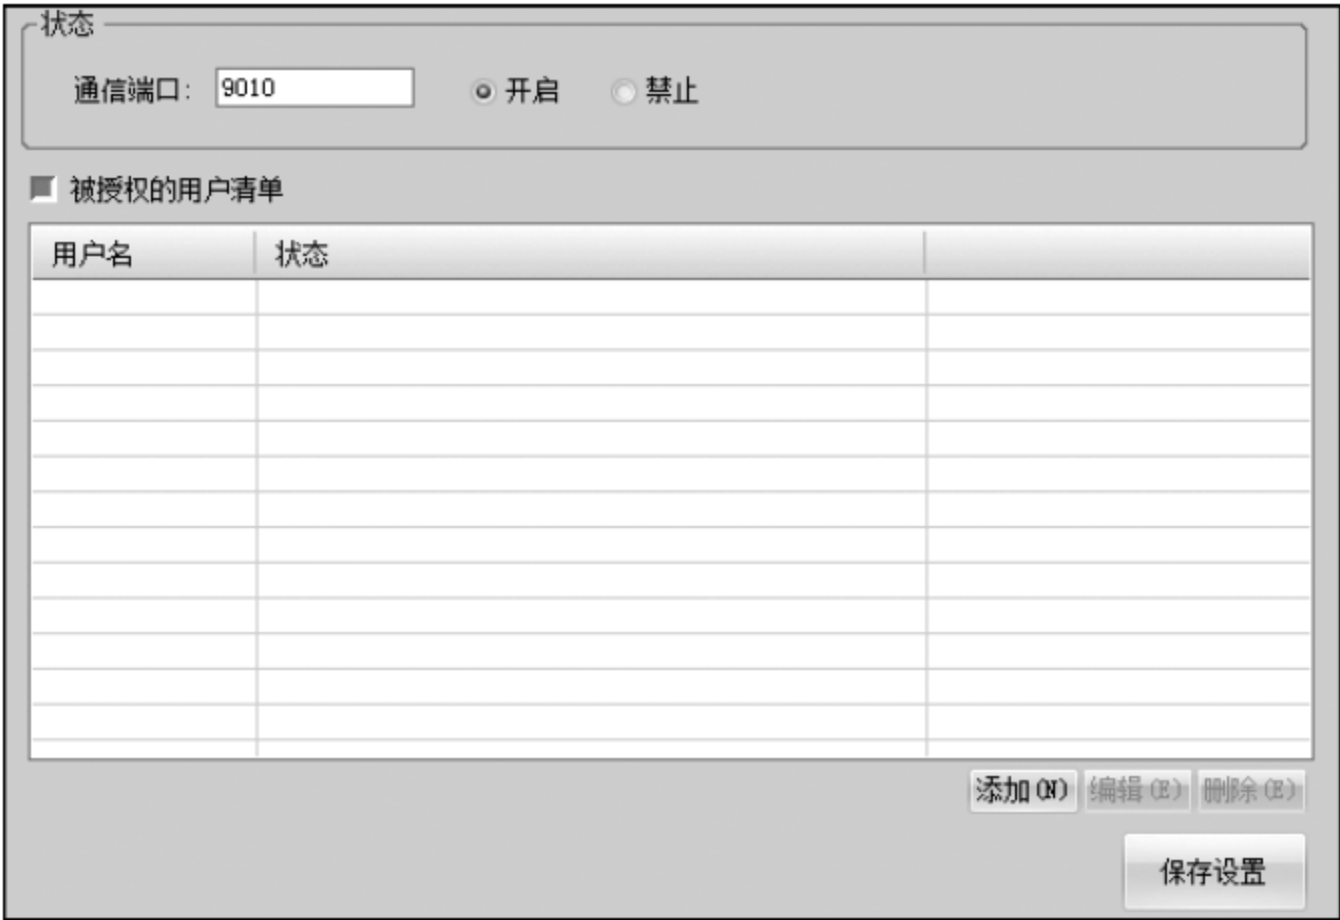 状态
通信端口: 9010 开启 禁止
被授权的用户清单
用户名 状态
添加(N) 编辑(E) 删除(E)
保存设置